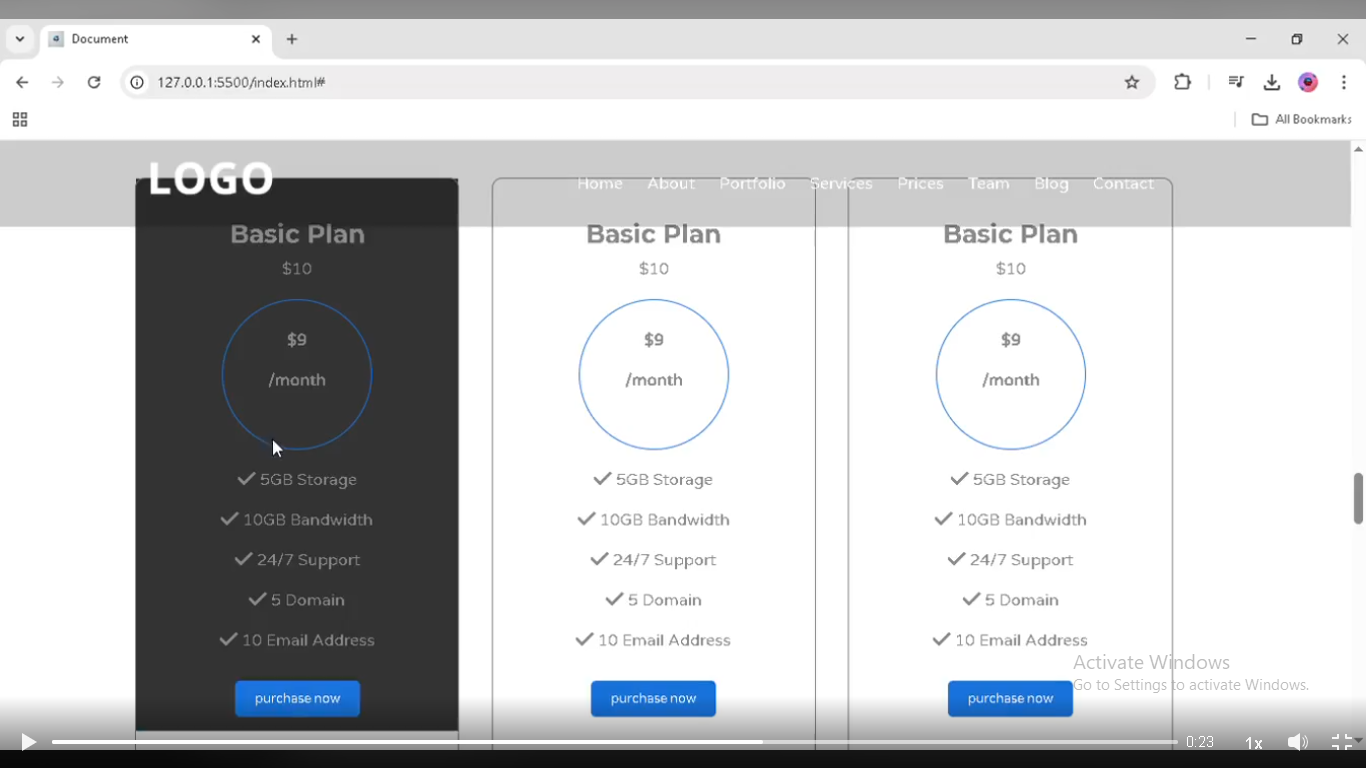 Document
127.0.0.1:5500/index.html#
All Bookmarks
LOGO
Home About Portfolio Services Prices Team Blog Contact
Basic Plan Basic Plan Basic Plan
$10 $10 $10
$9 $9 $9
/month /month /month
5GB Storage 5GB Storage 5GB Storage
10GB Bandwidth 10GB Bandwidth 10GB Bandwidth
24/7 Support 24/7 Support 24/7 Support
5 Domain 5 Domain 5 Domain
10 Email Address 10 Email Address 10 Email Address
Activate Windows
Go to Settings to activate Windows.
purchase now purchase now purchase now
0:23 1x